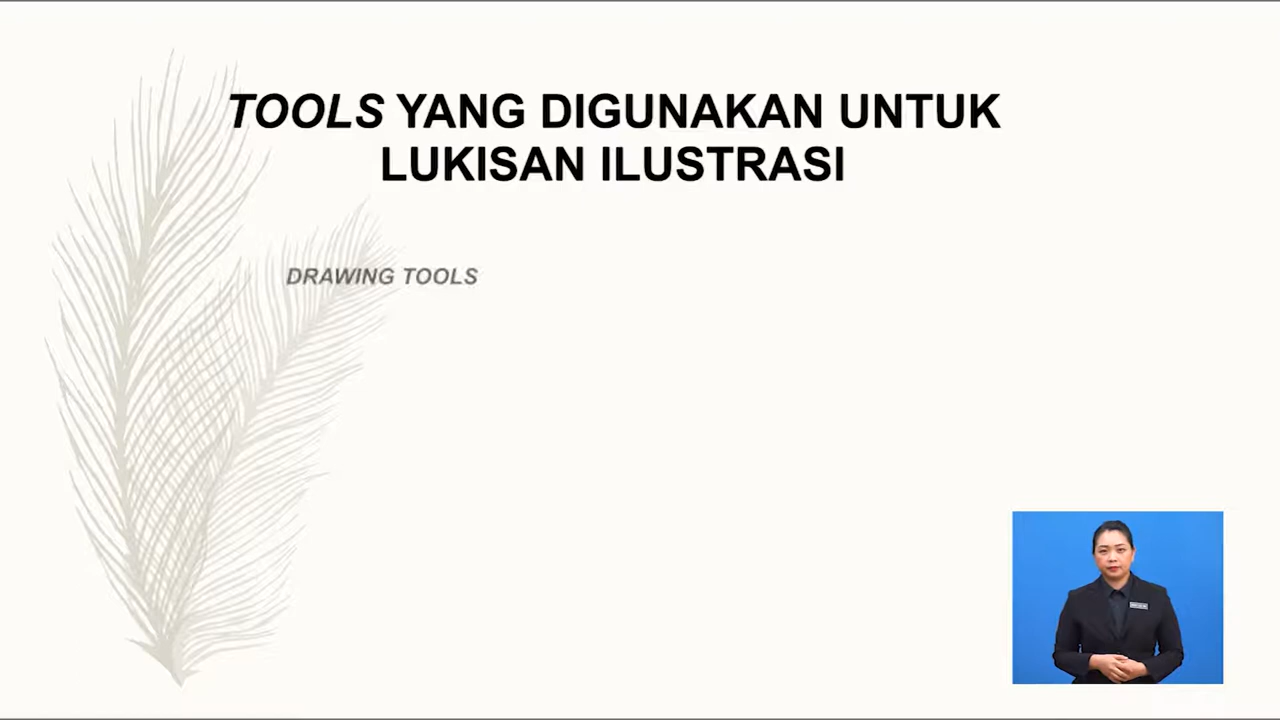 TOOLS YANG DIGUNAKAN UNTUK
LUKISAN ILUSTRASI
DRAWING TOOLS